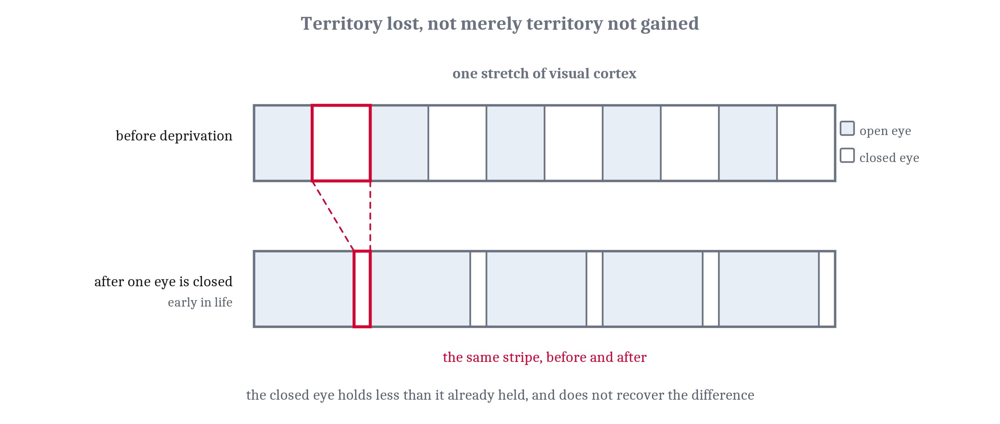 Territory lost, not merely territory not gained
one stretch of visual cortex
before deprivation
open eye
closed eye
after one eye is closed
early in life
the same stripe, before and after
the closed eye holds less than it already held, and does not recover the difference